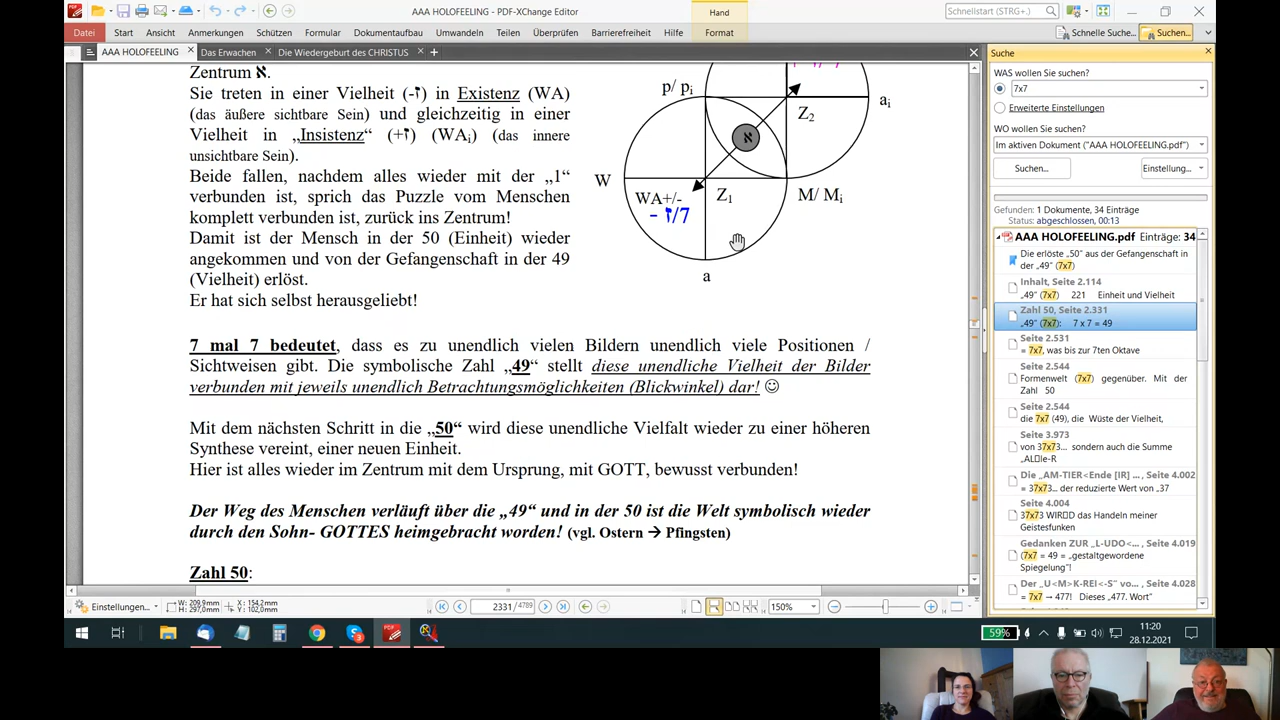 AAA HOLOFEELING - PDF-XChange Editor
Hand
Schnellstart (STRG+.)
Datei
Start
Ansicht
Anmerkungen
Schützen
Formular
Dokumentaufbau
Umwandeln
Teilen
Überprüfen
Barrierefreiheit
Hilfe
Format
Schnelle Suche...
Suchen...
AAA HOLOFEELING
Das Erwachen
Die Wiedergeburt des CHRISTUS
Zentrum א.
Sie treten in einer Vielheit (-ז) in Existenz (WA)
(das äußere sichtbare Sein) und gleichzeitig in einer
Vielheit in „Insistenz“ (+ז) (WAi) (das innere
unsichtbare Sein).
Beide fallen, nachdem alles wieder mit der „1“
verbunden ist, sprich das Puzzle vom Menschen
komplett verbunden ist, zurück ins Zentrum!
Damit ist der Mensch in der 50 (Einheit) wieder
angekommen und von der Gefangenschaft in der 49
(Vielheit) erlöst.
Er hat sich selbst herausgeliebt!
p/ pi
ai
Z2
א
W
WA+/-
- ז/7
Z1
M/ Mi
a
7 mal 7 bedeutet, dass es zu unendlich vielen Bildern unendlich viele Positionen /
Sichtweisen gibt. Die symbolische Zahl „49“ stellt diese unendliche Vielheit der Bilder
verbunden mit jeweils unendlich Betrachtungsmöglichkeiten (Blickwinkel) dar! ☺
Mit dem nächsten Schritt in die „50“ wird diese unendliche Vielfalt wieder zu einer höheren
Synthese vereint, einer neuen Einheit.
Hier ist alles wieder im Zentrum mit dem Ursprung, mit GOTT, bewusst verbunden!
Der Weg des Menschen verläuft über die „49“ und in der 50 ist die Welt symbolisch wieder
durch den Sohn- GOTTES heimgebracht worden! (vgl. Ostern → Pfingsten)
Zahl 50:
Suche
WAS wollen Sie suchen?
7x7
Erweiterte Einstellungen
WO wollen Sie suchen?
Im aktiven Dokument ("AAA HOLOFEELING.pdf")
Suchen...
Einstellung...
Gefunden: 1 Dokumente, 34 Einträge
Status: abgeschlossen, 00:13
AAA HOLOFEELING.pdf Einträge: 34
Die erlöste „50“ aus der Gefangenschaft in
der „49“ (7x7)
Inhalt, Seite 2.114
„49“ (7x7) 221 Einheit und Vielheit
Zahl 50, Seite 2.331
„49“ (7x7): 7 x 7 = 49
Seite 2.531
= 7x7, was bis zur 7ten Oktave
Seite 2.544
Formenwelt (7x7) gegenüber. Mit der
Zahl 50
Seite 2.544
die 7x7 (49), die Wüste der Vielheit,
Seite 3.973
von 37x73... sondern auch die Summe
„AL□le-R
Die „AM-TIER<Ende [IR] ... Seite 4.002
= 37x73... der reduzierte Wert von „37
Seite 4.004
37x73 WIR□D das Handeln meiner
Geistesfunken
Gedanken ZUR „L-UDO<... , Seite 4.019
(7x7 = 49 = „gestaltgewordene
Spiegelung“!
Der „U<M>K-REI<-S“ vo... , Seite 4.028
= 7x7 → 477! Dieses „477. Wort“
Einstellungen...
W: 209,9mm
H: 297,0mm
X: 154,2mm
Y: 102,0mm
2331 / 4789
150%
59%
11:20
28.12.2021